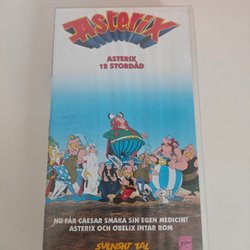 Asterix
ASTERIX
12 STORDÅD
NU FÅR CAESAR SMAKA SIN EGEN MEDICIN!
ASTERIX OCH OBELIX INTAR ROM
SVENSKT TAL